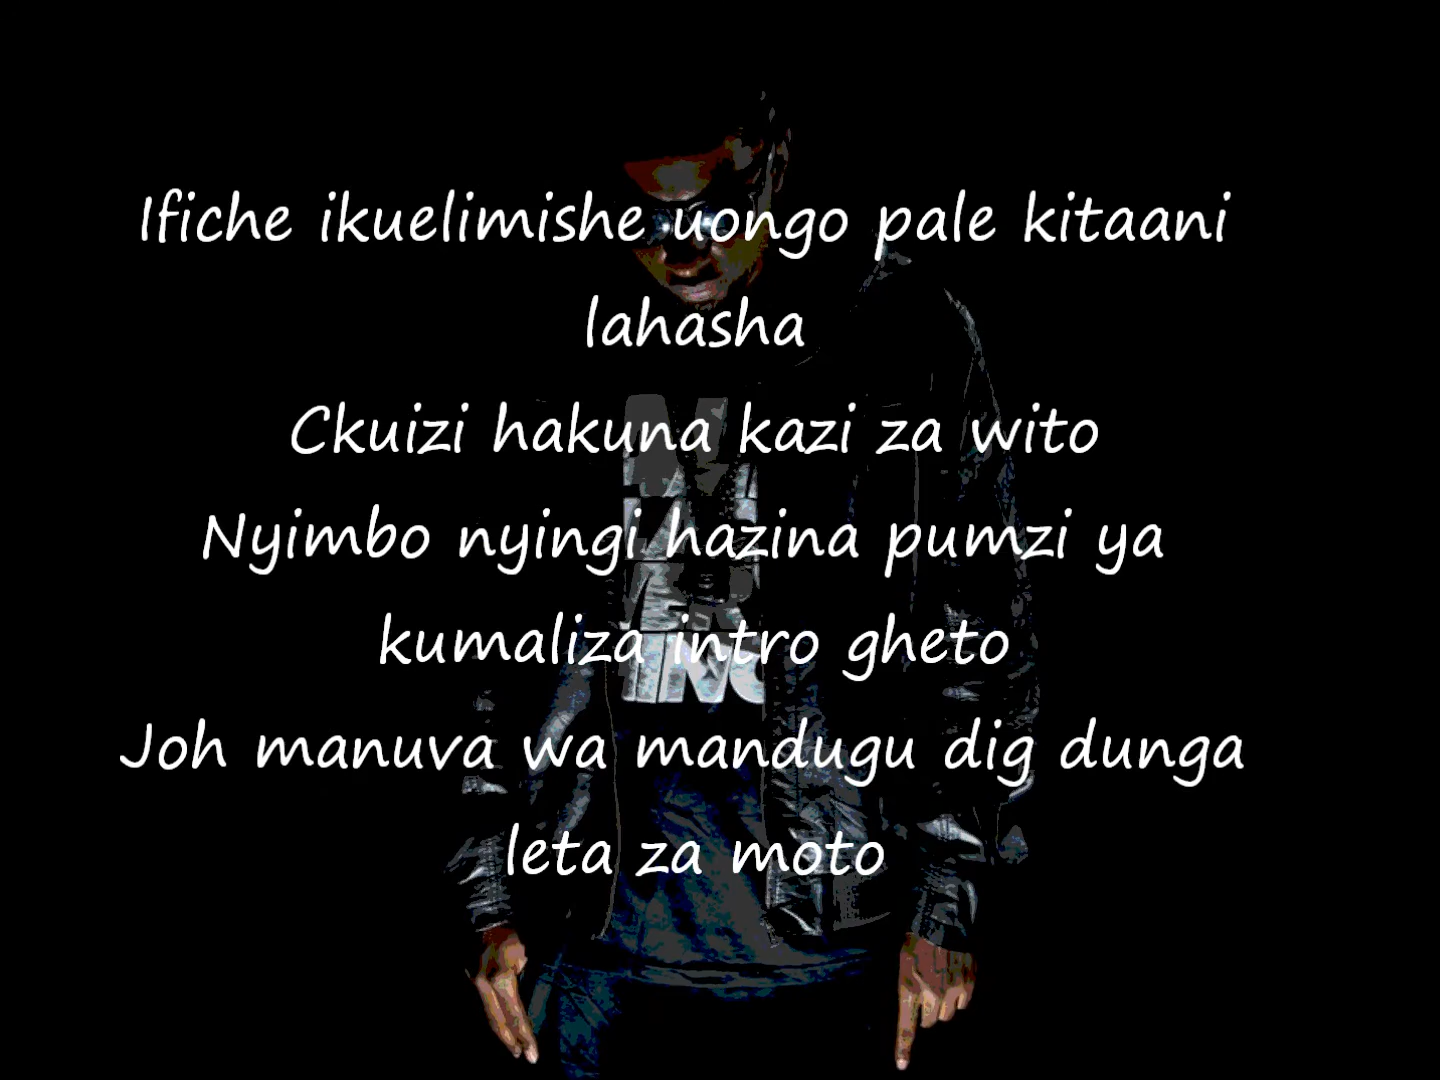 Ifiche ikuelimishe uongo pale kitaani
lahasha
Ckuizi hakuna kazi za wito
Nyimbo nyingi hazina pumzi ya
kumaliza intro gheto
Joh manuva wa mandugu dig dunga
leta za moto